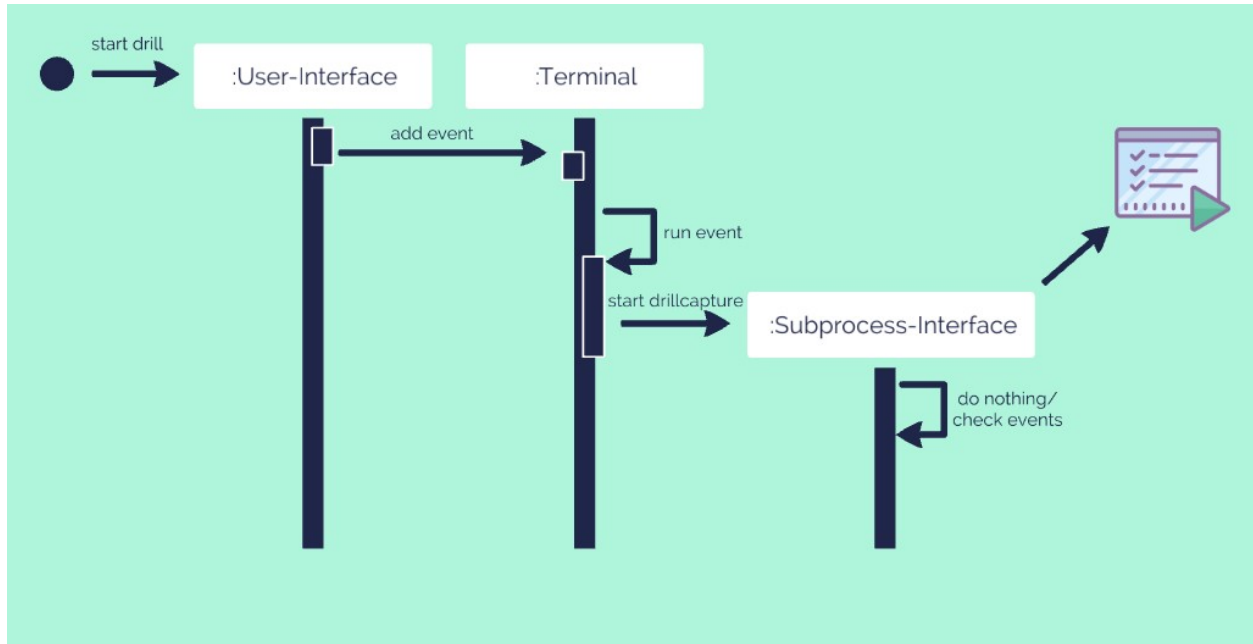 start drill
:User-Interface
:Terminal
add event
run event
start drillcapture
:Subprocess-Interface
do nothing/
check events